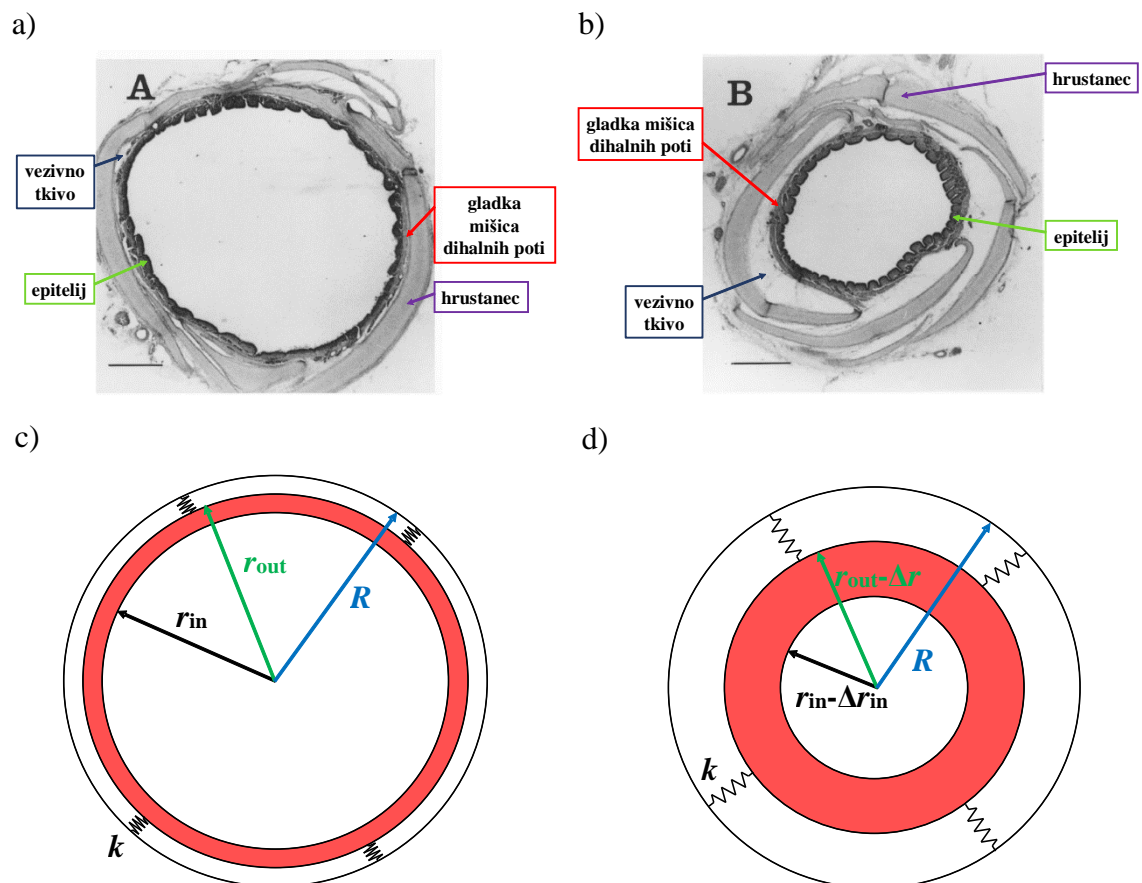 a)
A
vezivno
tkivo
epitelij
gladka
mišica
dihalnih poti
hrustanec
b)
B
gladka mišica
dihalnih poti
hrustanec
epitelij
vezivno
tkivo
c)
rout
R
rin
k
d)
rout-Δr
R
rin-Δrin
k